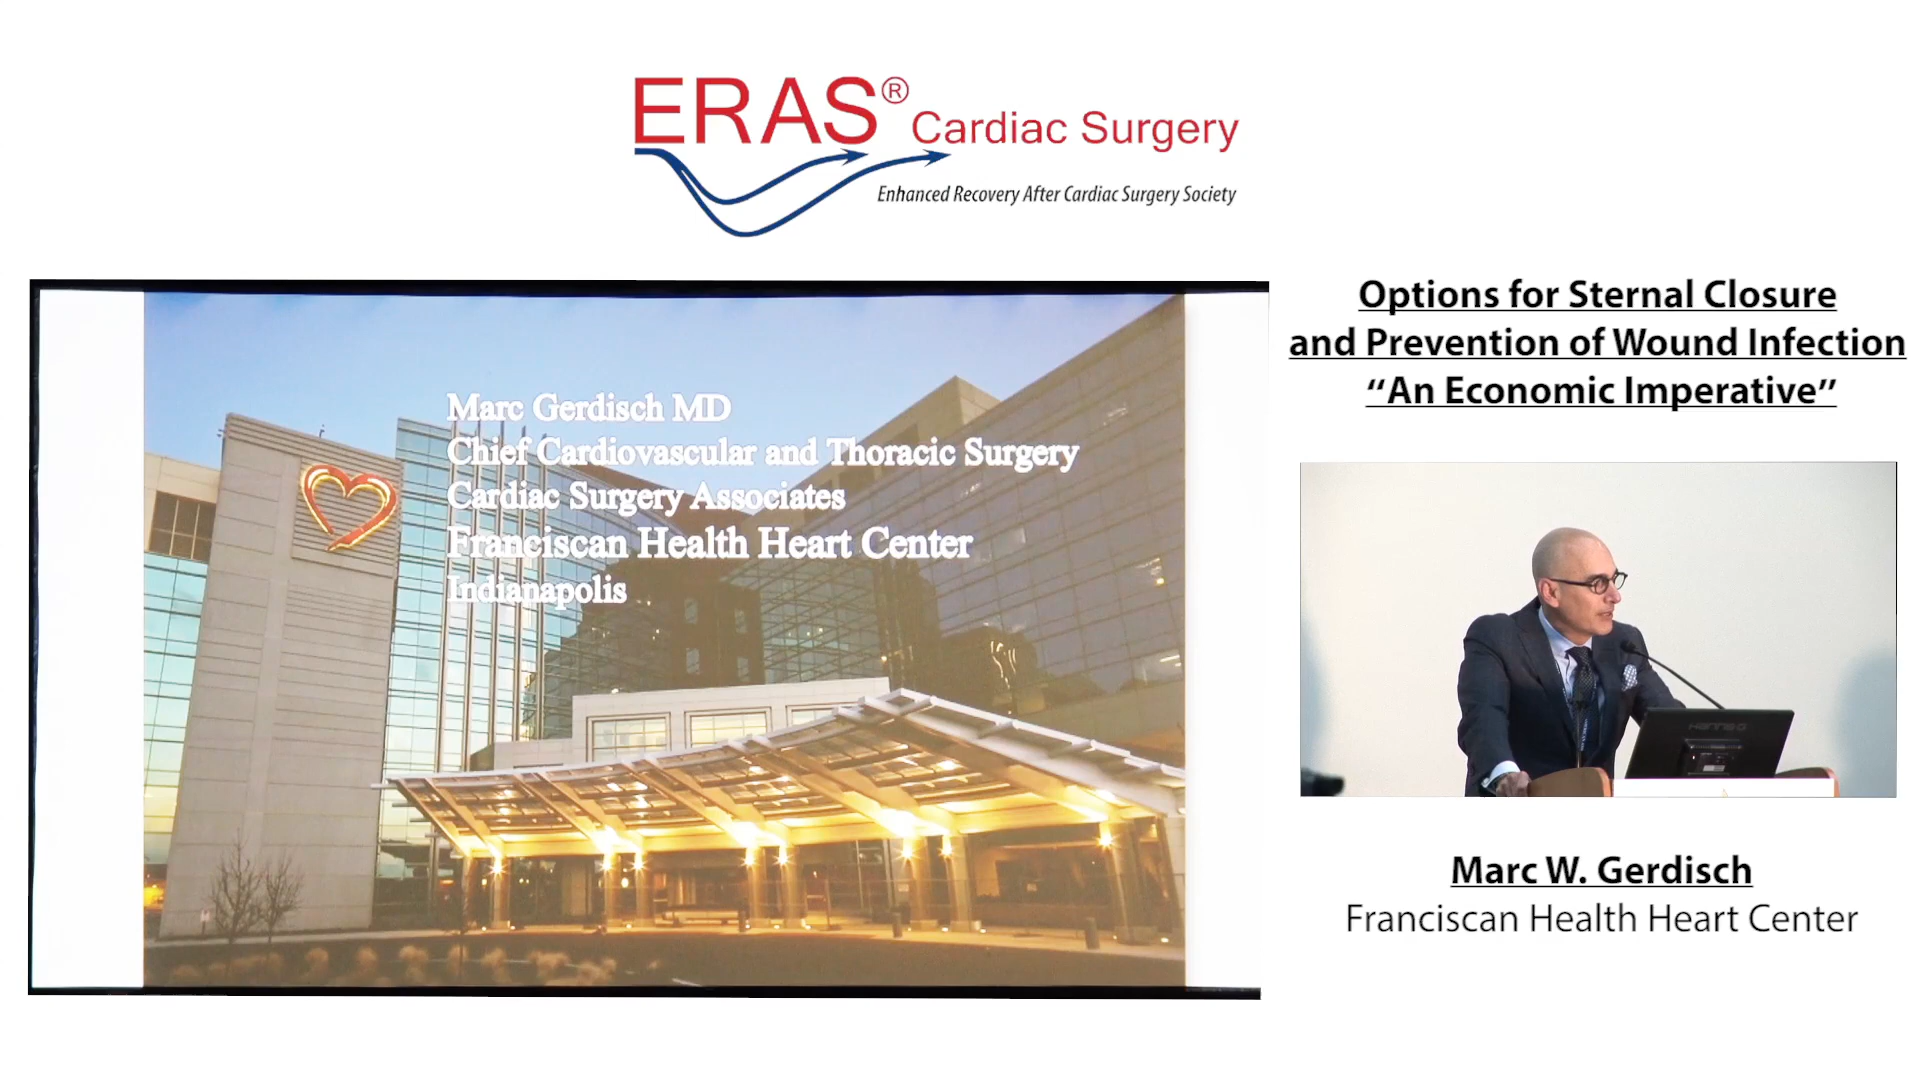 ERAS® Cardiac Surgery
Enhanced Recovery After Cardiac Surgery Society
Marc Gerdisch MD
Chief Cardiovascular and Thoracic Surgery
Cardiac Surgery Associates
Franciscan Health Heart Center
Indianapolis
Options for Sternal Closure
and Prevention of Wound Infection
“An Economic Imperative”
Marc W. Gerdisch
Franciscan Health Heart Center